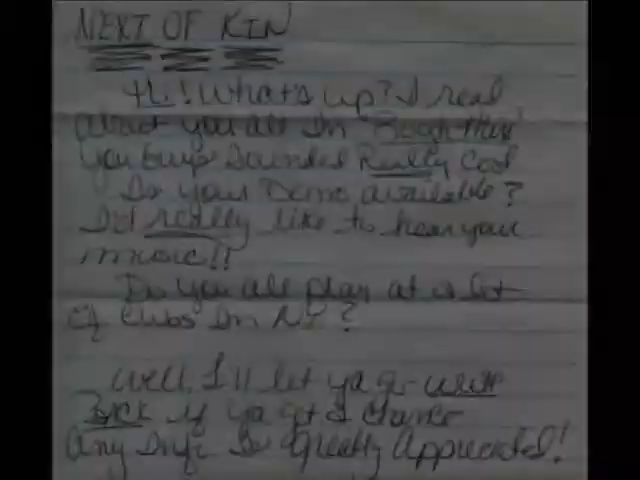 NEXT OF KIN
Hi! What's up? I read
about you all in "Rough
You Guys Sounded Really Cool
Is your Demo available?
I'd really like to hear your
music!!
Do you all play at a lot
of Clubs In NY?
Well, I'll let ya go write
Back if ya get a chance
Any Info Is Greatly Appreciated!